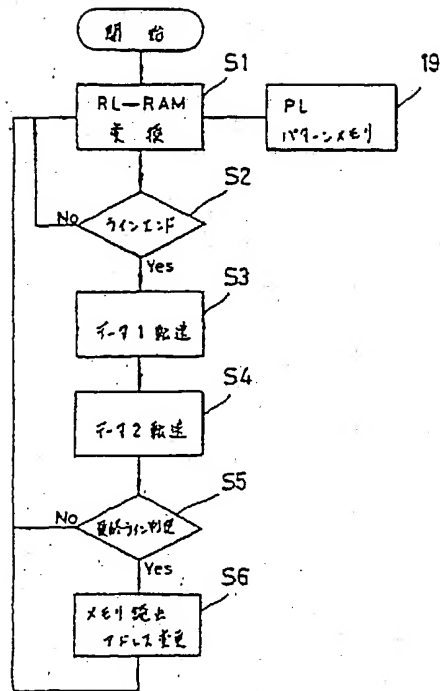 開始
S1
19
RL-RAM
変換
PL
パターンメモリ
S2
No
ラインエンド
Yes
S3
データ1転送
S4
データ2転送
S5
No
最終ライン判定
Yes
S6
メモリ読出
アドレス変更